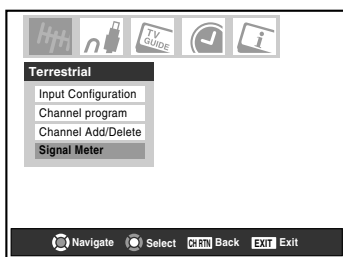 TV
GUIDE
i
Terrestrial
Input Configuration
Channel program
Channel Add/Delete
Signal Meter
Navigate Select CH RTN Back EXIT Exit